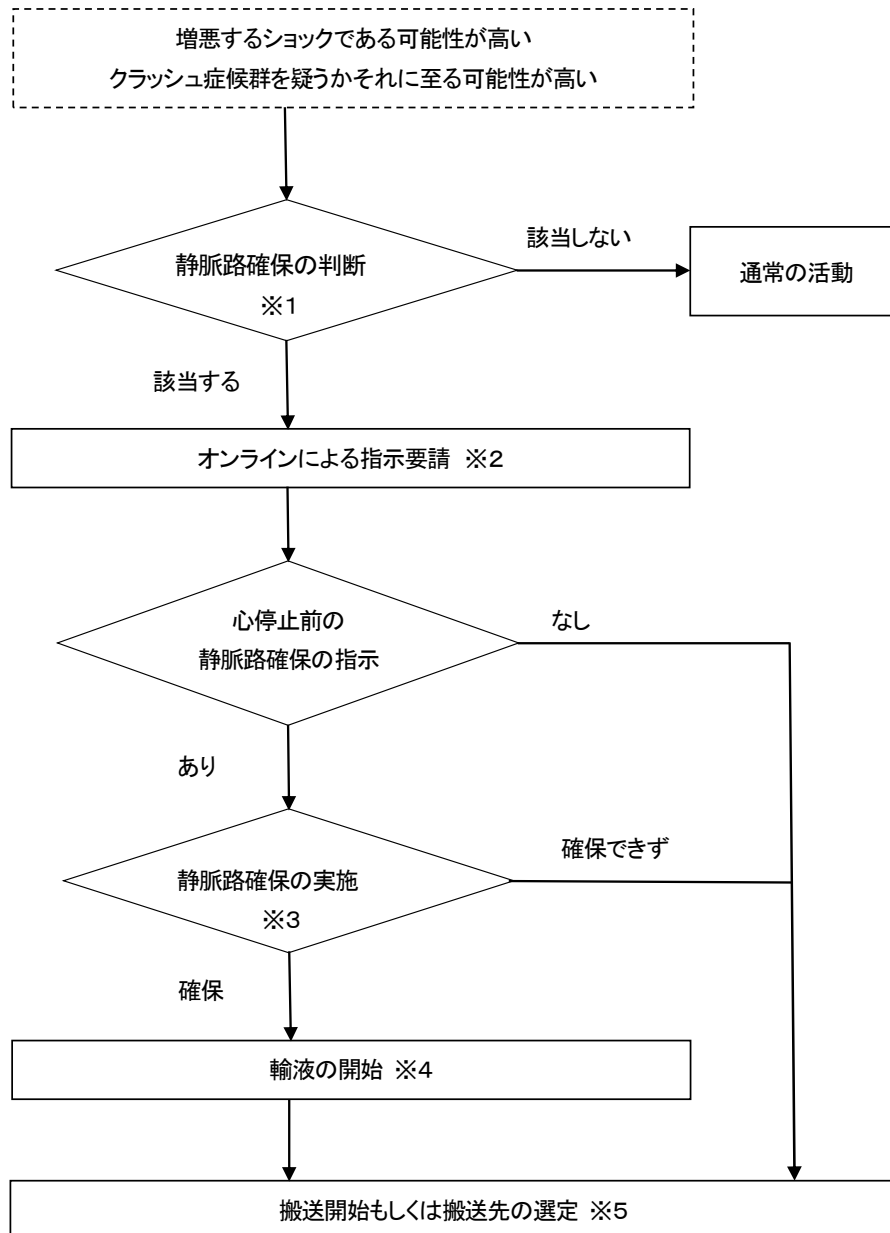 増悪するショックである可能性が高い
クラッシュ症候群を疑うかそれに至る可能性が高い
静脈路確保の判断
※1
該当しない
通常の活動
該当する
オンラインによる指示要請 ※2
心停止前の
静脈路確保の指示
なし
あり
静脈路確保の実施
※3
確保できず
確保
輸液の開始 ※4
搬送開始もしくは搬送先の選定 ※5